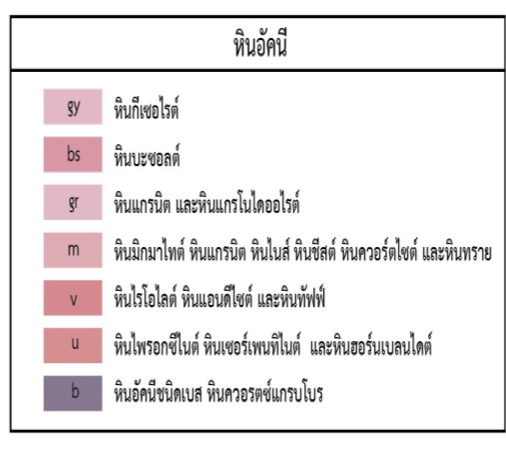 หินอัคนี
gy หินกีเซอไรต์
bs หินบะซอลต์
gr หินแกรนิต และหินแกรโนไดออไรต์
m หินมิกมาไทต์ หินแกรนิต หินไนส์ หินชีสต์ หินควอร์ตไซต์ และหินทราย
v หินไรโอไลต์ หินแอนดีไซต์ และหินทัฟฟ์
u หินไพรอกซีไนต์ หินเซอร์เพนทิไนต์ และหินฮอร์นเบลนไดต์
b หินอัคนีชนิดเบส หินควอรตซ์แกรบโบร